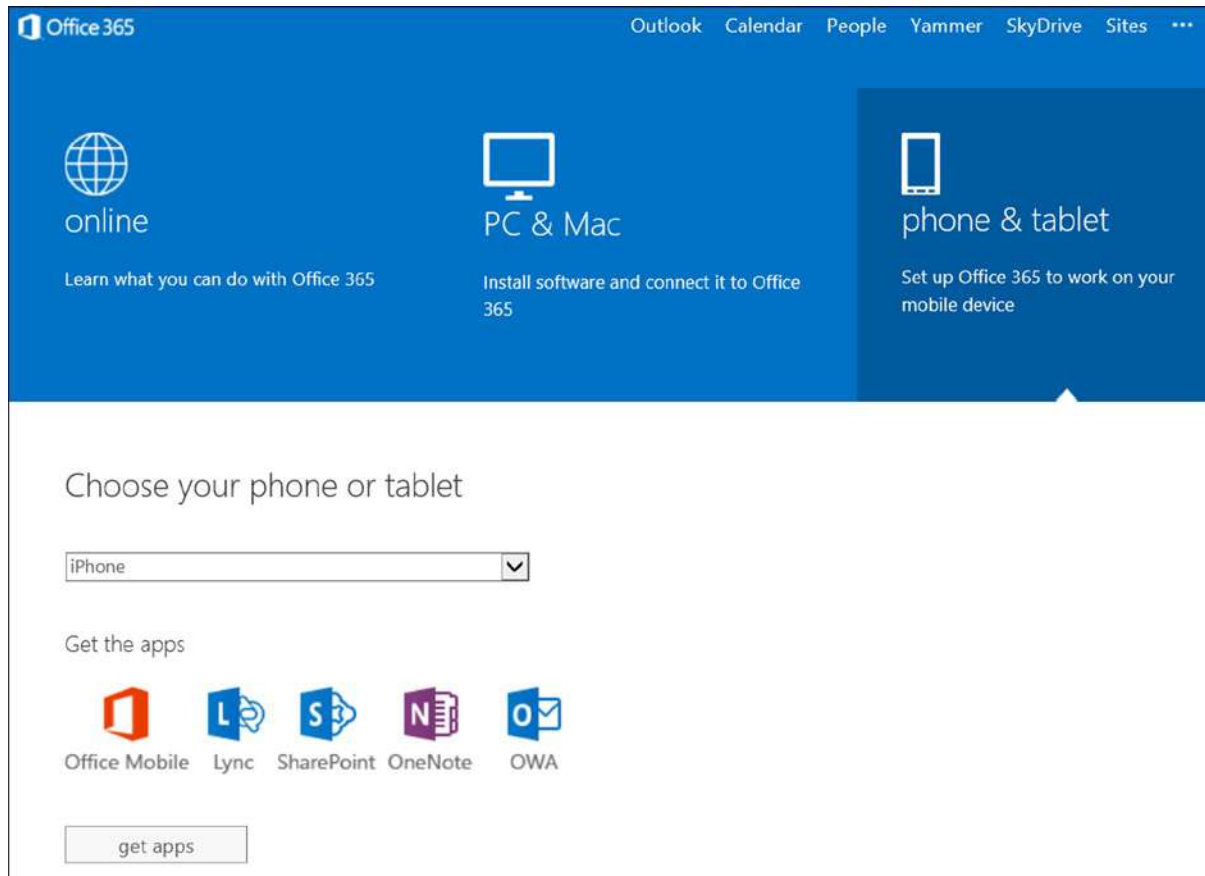 Office 365
Outlook Calendar People Yammer SkyDrive Sites •••
online
Learn what you can do with Office 365
PC & Mac
Install software and connect it to Office
365
phone & tablet
Set up Office 365 to work on your
mobile device
Choose your phone or tablet
iPhone
Get the apps
L S N O
Office Mobile Lync SharePoint OneNote OWA
get apps